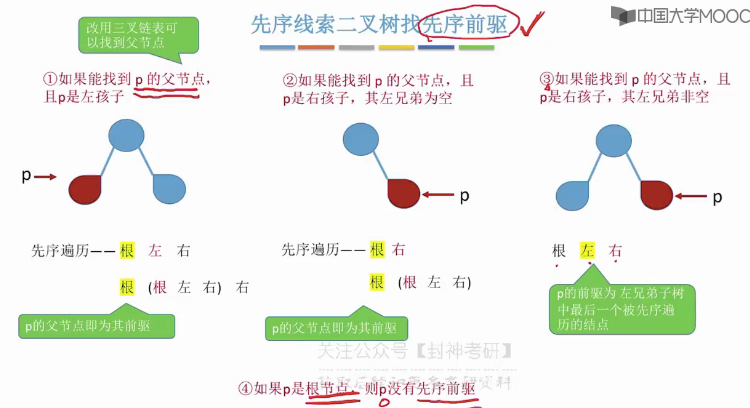 先序线索二叉树找先序前驱
中国大学MOOC
改用三叉链表可
以找到父节点
①如果能找到 p 的父节点，
且p是左孩子
②如果能找到 p 的父节点，且
p是右孩子，其左兄弟为空
③如果能找到 p 的父节点，且
p是右孩子，其左兄弟非空
p
p
p
先序遍历—— 根 左 右
根 (根 左 右) 右
p的父节点即为其前驱
先序遍历—— 根 右
根 (根 左 右)
p的父节点即为其前驱
根 左 右
p的前驱为 左兄弟子树
中最后一个被先序遍
历的结点
关注公众号【封神考研】
④如果p是根节点，则p没有先序前驱